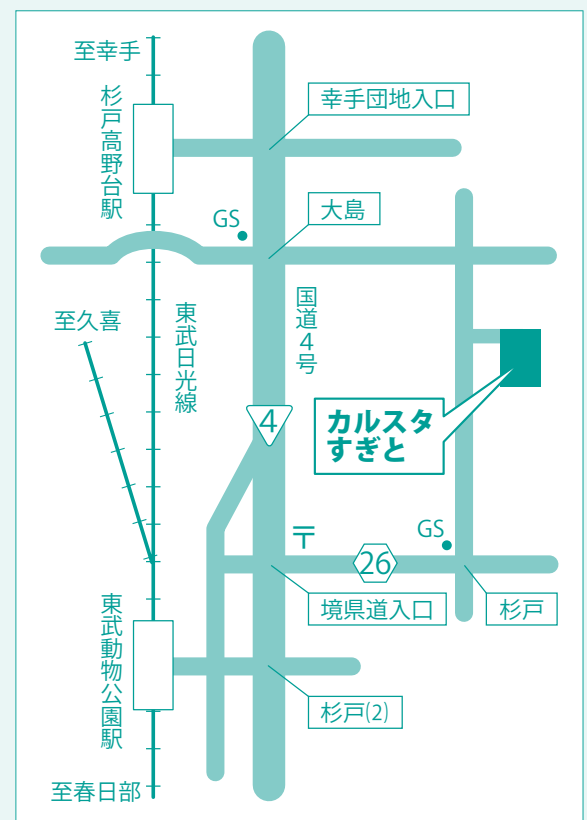 至幸手
杉戸高野台駅
幸手団地入口
GS
大島
至久喜
東武日光線
国道4号
4
カルスタ
すぎと
〒
GS
26
東武動物公園駅
境県道入口
杉戸
杉戸(2)
至春日部